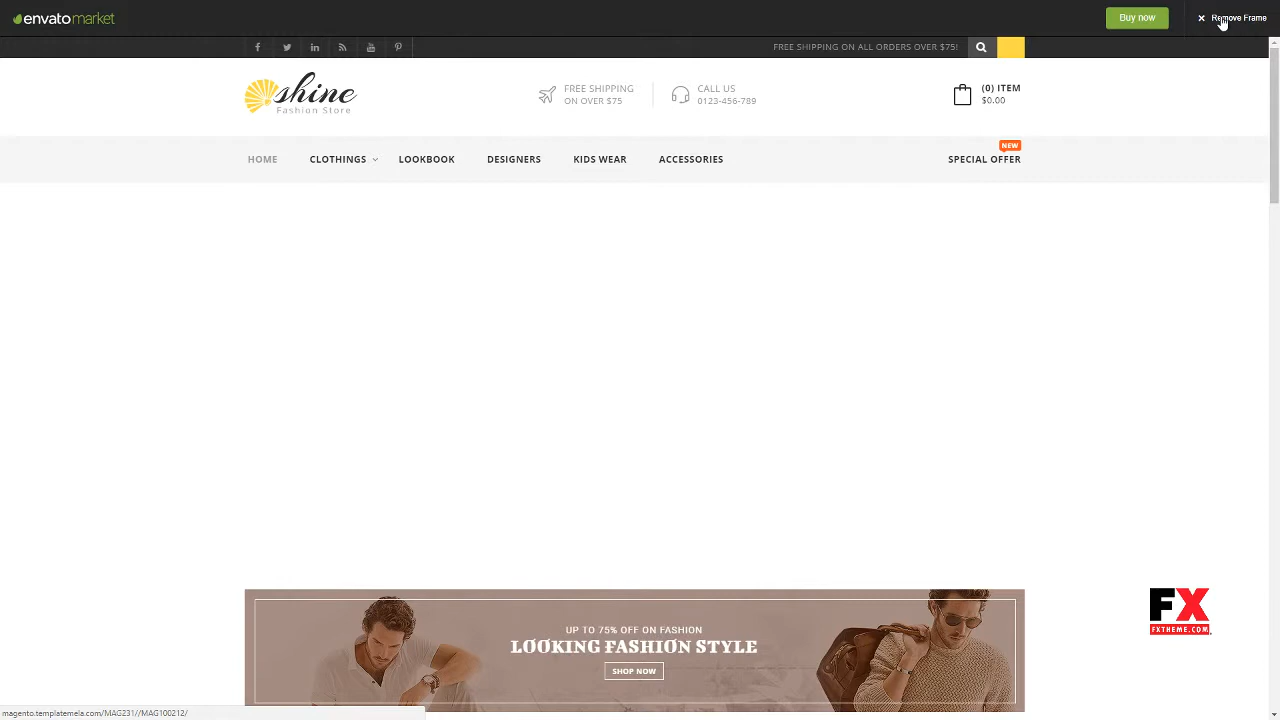 envatomarket
Buy now
✕ Remove Frame
FREE SHIPPING ON ALL ORDERS OVER $75!
shine
Fashion Store
FREE SHIPPING
ON OVER $75
CALL US
0123-456-789
(0) ITEM
$0.00
NEW
HOME CLOTHINGS LOOKBOOK DESIGNERS KIDS WEAR ACCESSORIES SPECIAL OFFER
UP TO 75% OFF ON FASHION
LOOKING FASHION STYLE
SHOP NOW
FX
FXTHEME.COM
magento.templatemela.com/MAG231//MAG100212/